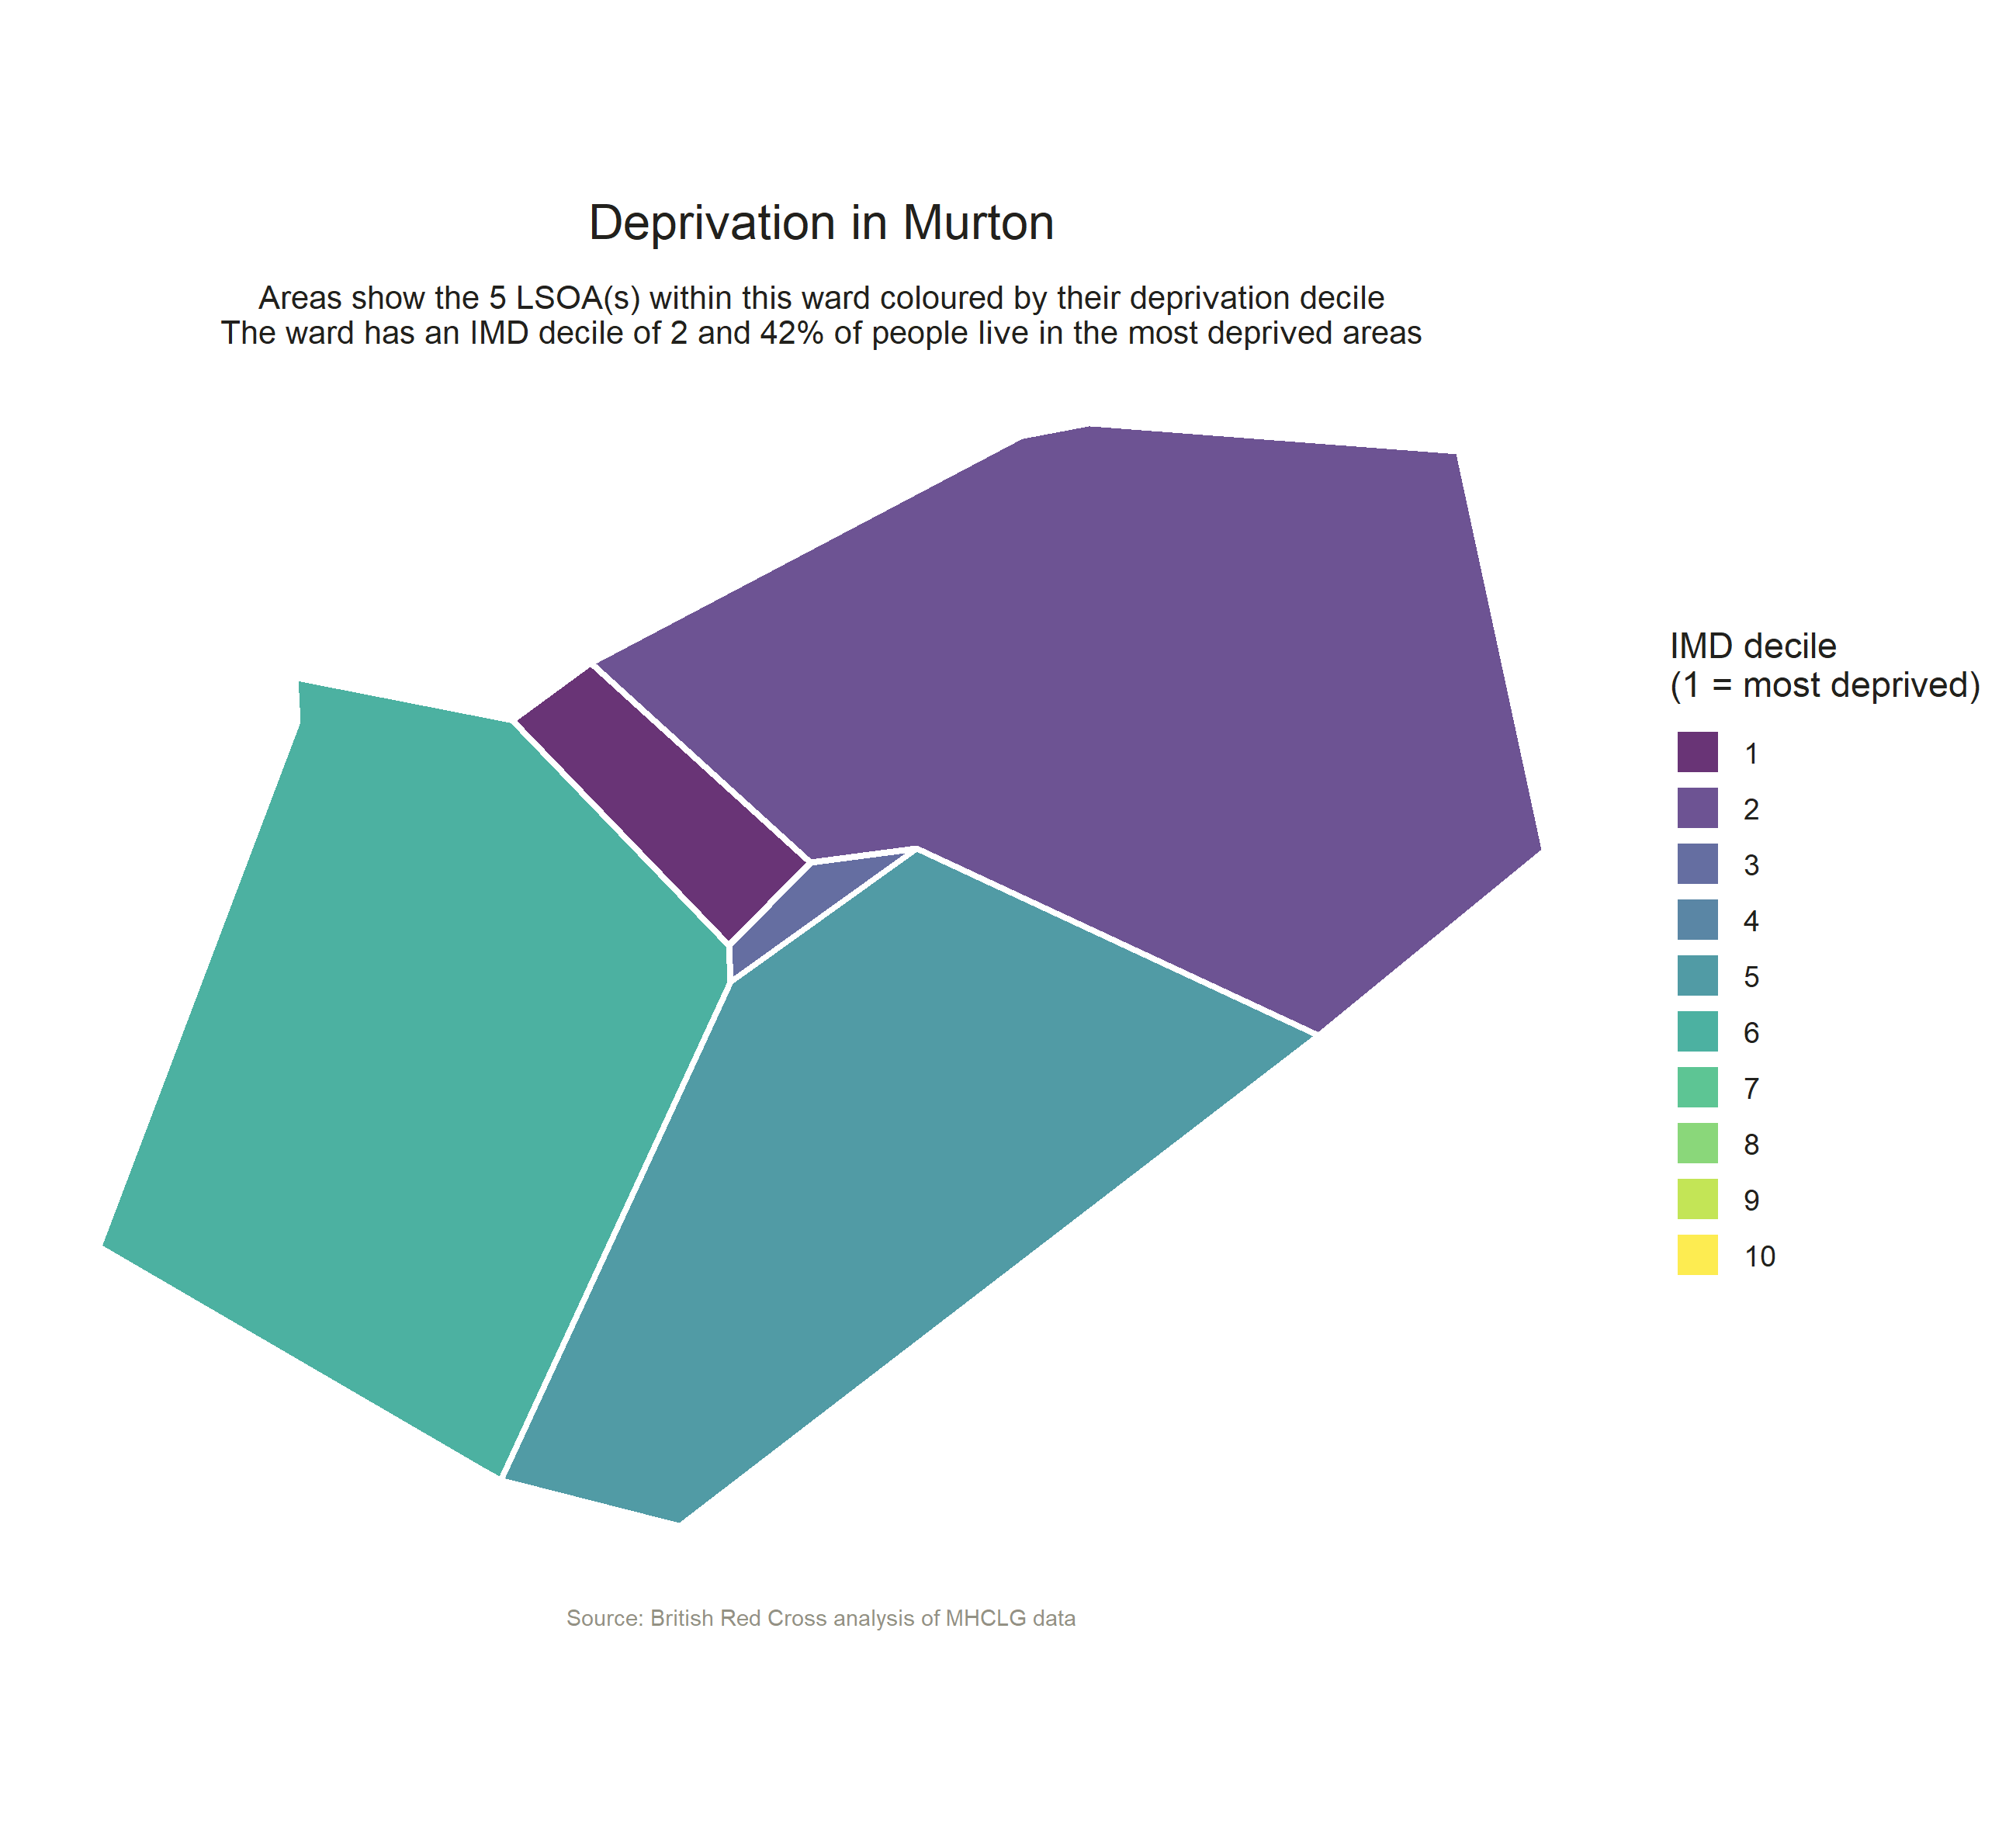 Deprivation in Murton
Areas show the 5 LSOA(s) within this ward coloured by their deprivation decile
The ward has an IMD decile of 2 and 42% of people live in the most deprived areas
IMD decile
(1 = most deprived)
1
2
3
4
5
6
7
8
9
10
Source: British Red Cross analysis of MHCLG data